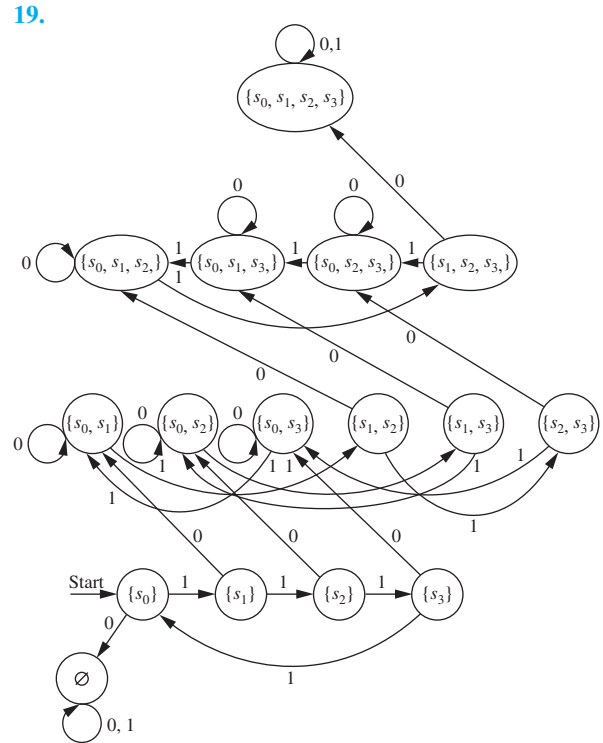 19.
0,1
{s0, s1, s2, s3}
0
0 0
0 {s0, s1, s2,} 1 {s0, s1, s3,} 1 {s0, s2, s3,} 1 {s1, s2, s3,}
1
0 0 0
0 {s0, s1} 0 {s0, s2} 0 {s0, s3} {s1, s2} {s1, s3} {s2, s3}
1 1 1 1 1
1 1
0 0 0
Start {s0} 1 {s1} 1 {s2} 1 {s3}
0
∅ 1
0, 1